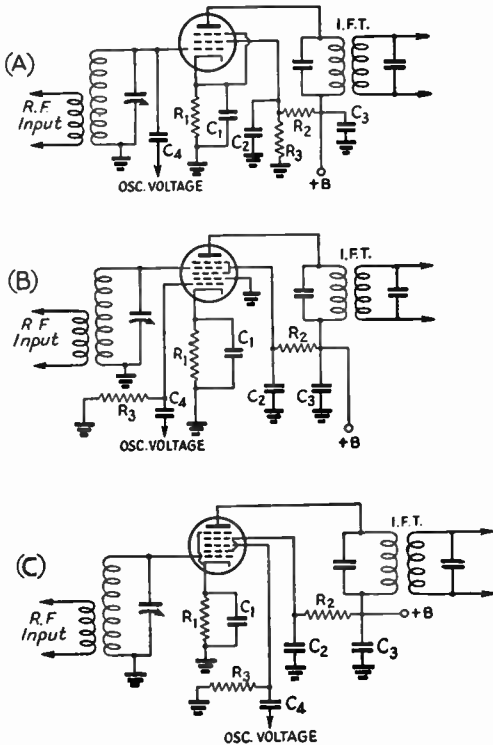 (A)
I.F.T.
R.F.
Input
R₁
C₁
C₂
R₂
R₃
C₃
C₄
OSC. VOLTAGE
+B
(B)
I.F.T.
R.F
Input
R₁
C₁
R₂
R₃
C₄
C₂
C₃
OSC. VOLTAGE
+B
(C)
I.F.T.
R.F
Input
R₁
C₁
R₂
+B
C₂
C₃
R₃
C₄
OSC. VOLTAGE